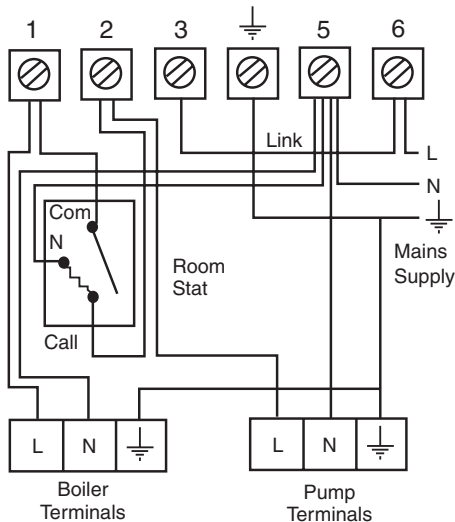 1 2 3 5 6
Link
L
N
Com
N
Room
Stat
Mains
Supply
Call
L N
L N
Boiler
Terminals
Pump
Terminals